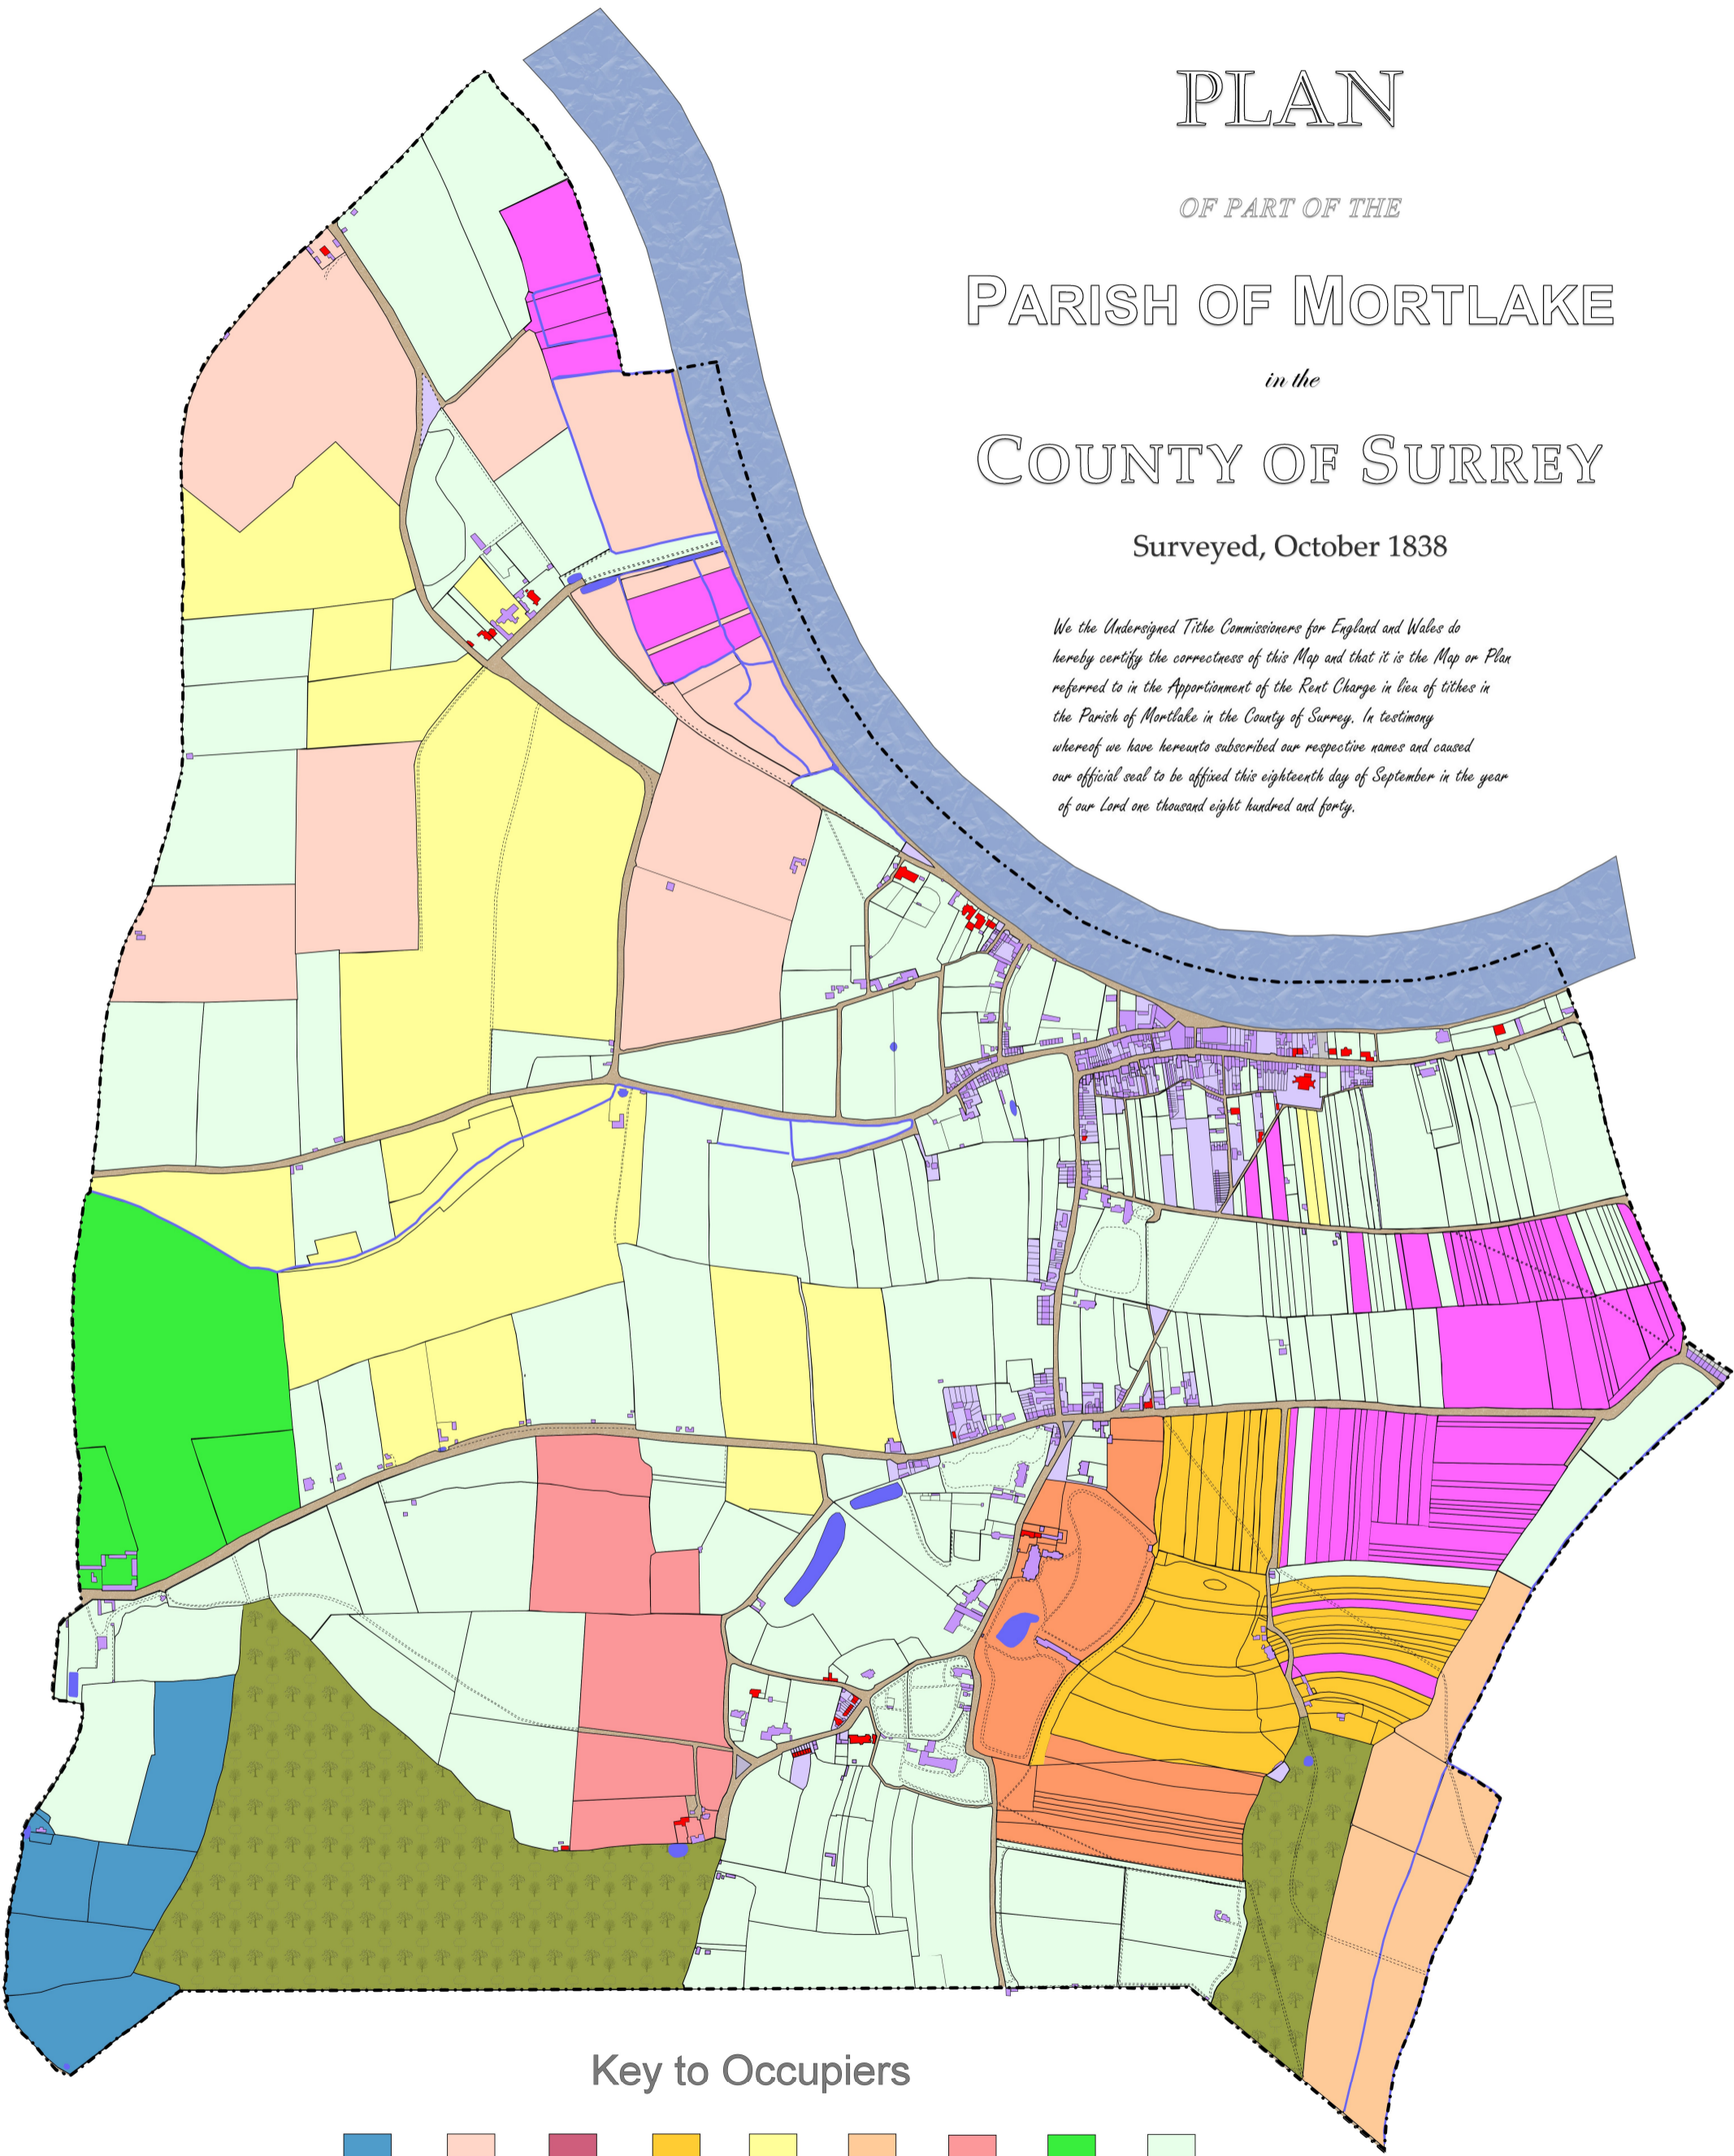 PLAN
OF PART OF THE
PARISH OF MORTLAKE
in the
COUNTY OF SURREY
Surveyed, October 1838
We the Undersigned Tithe Commissioners for England and Wales do
hereby certify the correctness of this Map and that it is the Map or Plan
referred to in the Apportionment of the Rent Charge in lieu of tithes in
the Parish of Mortlake in the County of Surrey. In testimony
whereof we have hereunto subscribed our respective names and caused
our official seal to be affixed this eighteenth day of September in the year
of our Lord one thousand eight hundred and forty.
Key to Occupiers